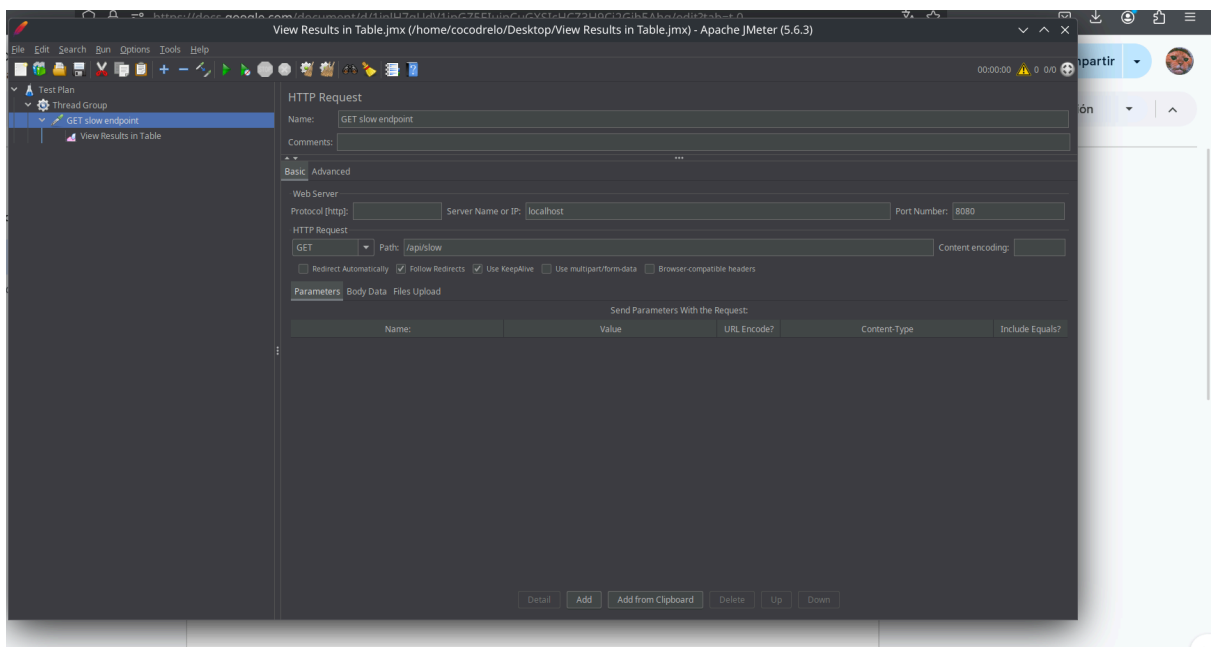 View Results in Table.jmx (/home/cocodrelo/Desktop/View Results in Table.jmx) - Apache JMeter (5.6.3)
File Edit Search Run Options Tools Help
00:00:00 0 0/0
Test Plan
Thread Group
GET slow endpoint
View Results in Table
HTTP Request
Name: GET slow endpoint
Comments:
Basic Advanced
Web Server
Protocol [http]: Server Name or IP: localhost Port Number: 8080
HTTP Request
GET Path: /api/slow Content encoding:
Redirect Automatically Follow Redirects Use KeepAlive Use multipart/form-data Browser-compatible headers
Parameters Body Data Files Upload
Send Parameters With the Request:
Name: Value URL Encode? Content-Type Include Equals?
Detail Add Add from Clipboard Delete Up Down
npartir
ón